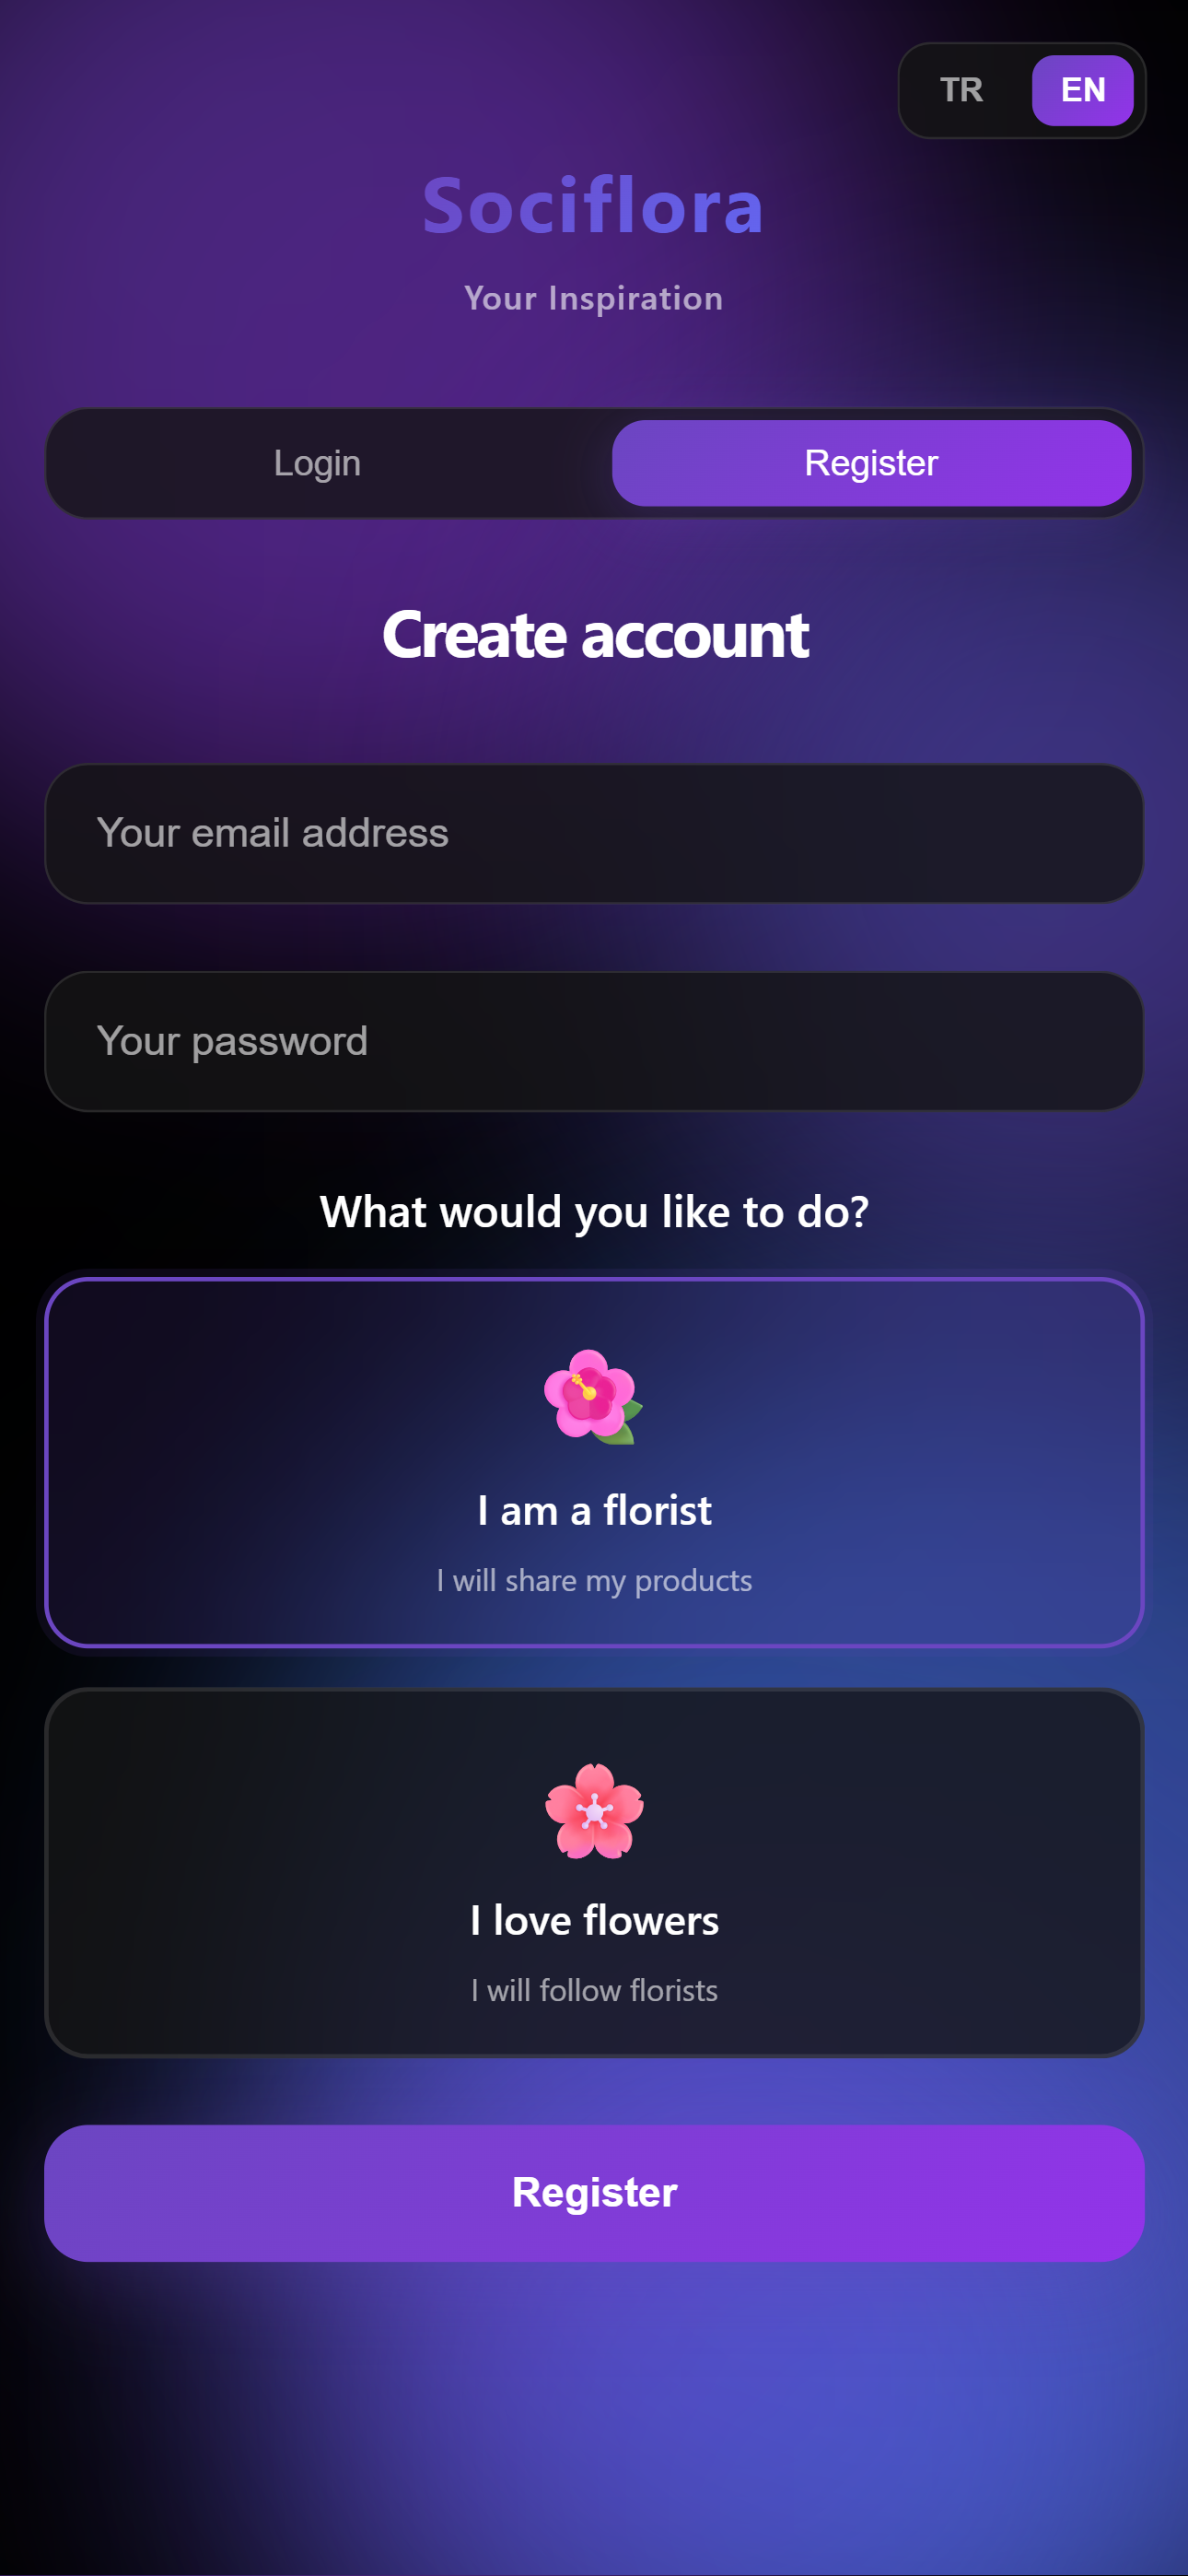 TR EN
Sociflora
Your Inspiration
Login Register
Create account
Your email address
Your password
What would you like to do?
I am a florist
I will share my products
I love flowers
I will follow florists
Register